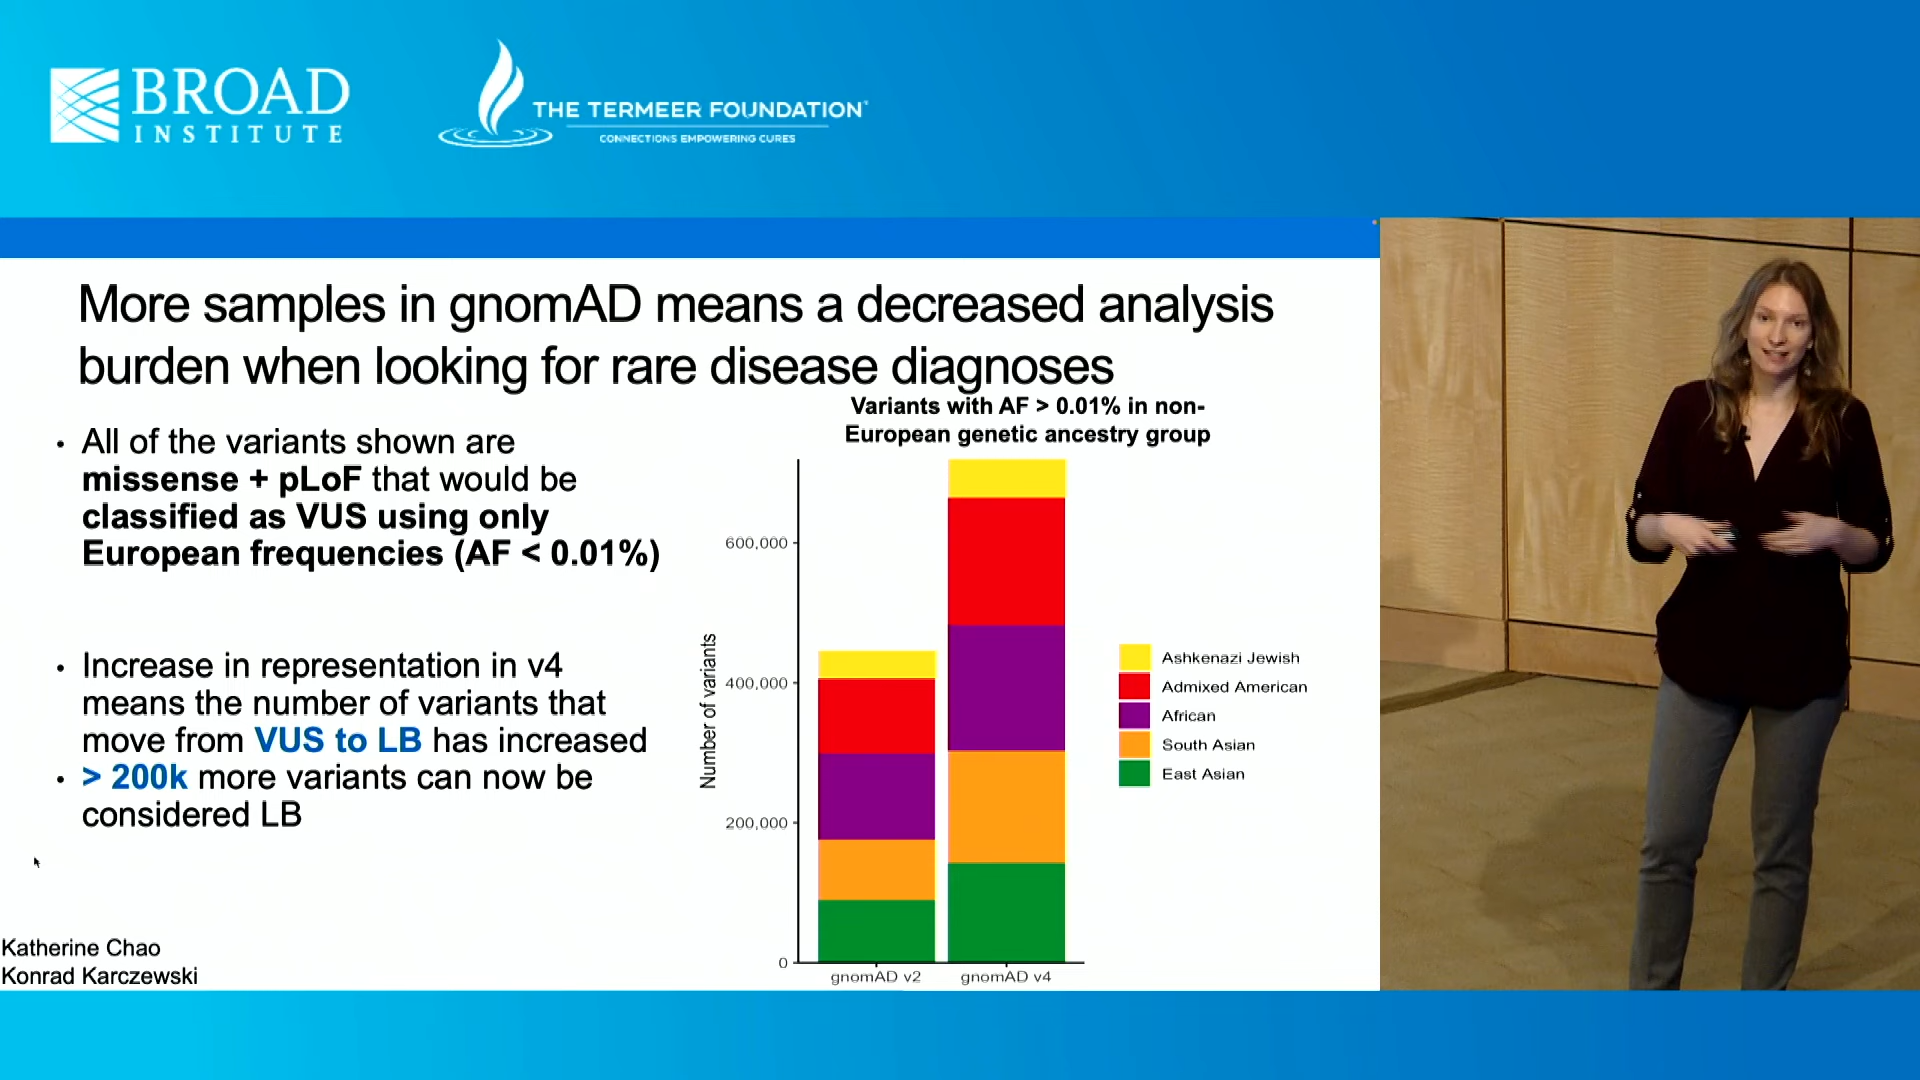 BROAD
INSTITUTE
THE TERMEER FOUNDATION
CONNECTIONS EMPOWERING CURES
More samples in gnomAD means a decreased analysis
burden when looking for rare disease diagnoses
• All of the variants shown are
missense + pLoF that would be
classified as VUS using only
European frequencies (AF < 0.01%)
• Increase in representation in v4
means the number of variants that
move from VUS to LB has increased
• > 200k more variants can now be
considered LB
Katherine Chao
Konrad Karczewski
Variants with AF > 0.01% in non-
European genetic ancestry group
Number of variants
600,000
400,000
200,000
0
gnomAD v2
gnomAD v4
Ashkenazi Jewish
Admixed American
African
South Asian
East Asian